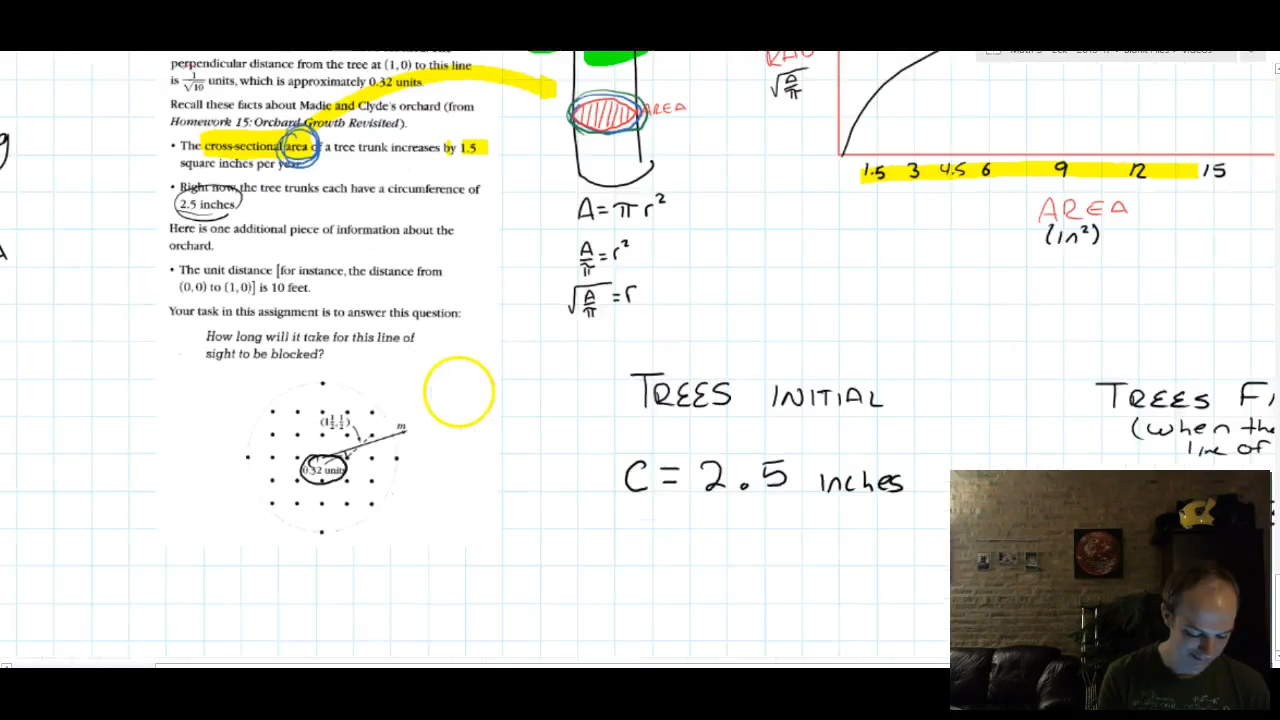 perpendicular distance from the tree at (1, 0) to this line
is 1/√10 units, which is approximately 0.32 units.
Recall these facts about Madie and Clyde's orchard (from
Homework 15: Orchard Growth Revisited).
• The cross-sectional area of a tree trunk increases by 1.5
square inches per year.
• Right now, the tree trunks each have a circumference of
2.5 inches.
Here is one additional piece of information about the
orchard.
• The unit distance [for instance, the distance from
(0, 0) to (1, 0)] is 10 feet.
Your task in this assignment is to answer this question:
How long will it take for this line of
sight to be blocked?
(1½, ½)
m
0.32 units
AREA
A = πr²
A/π = r²
√A/π = r
√A/π
1.5 3 4.5 6 9 12 15
AREA
(in²)
TREES INITIAL
C = 2.5 inches
TREES
(when the
line of